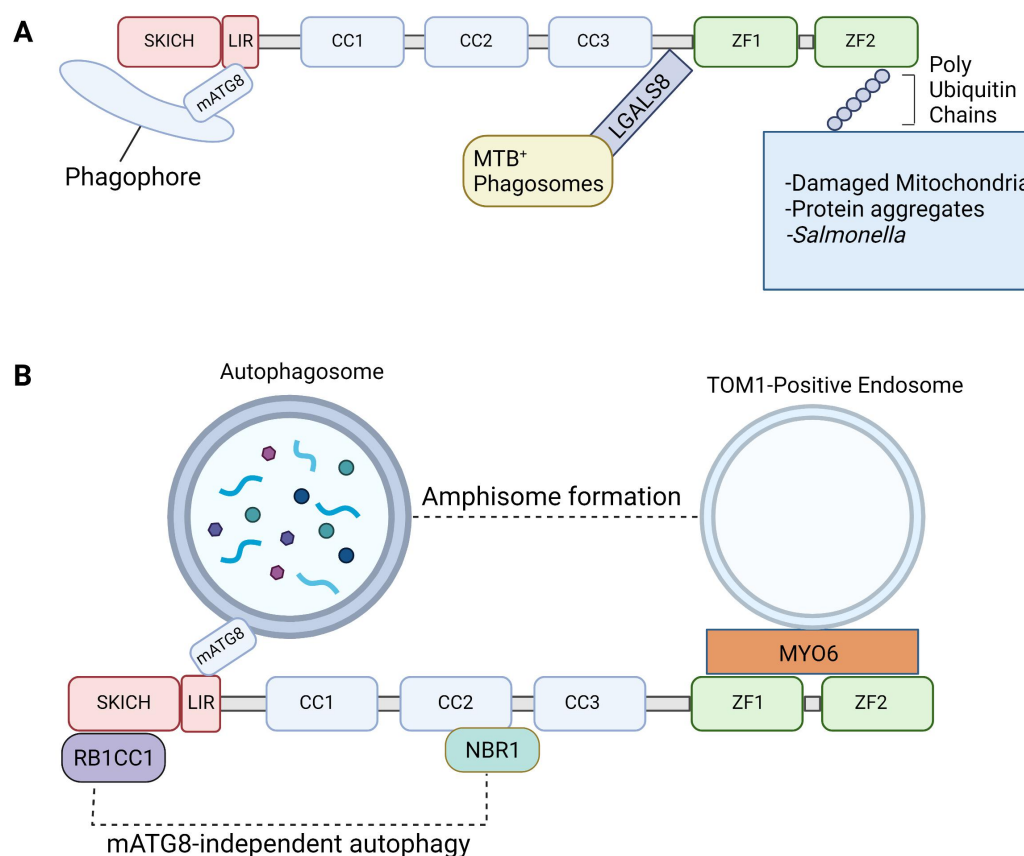 A
SKICH
LIR
CC1
CC2
CC3
ZF1
ZF2
mATG8
Phagophore
LGALS8
MTB⁺
Phagosomes
Poly
Ubiquitin
Chains
-Damaged Mitochondria
-Protein aggregates
-Salmonella
B
Autophagosome
TOM1-Positive Endosome
Amphisome formation
mATG8
MYO6
SKICH
LIR
CC1
CC2
CC3
ZF1
ZF2
RB1CC1
NBR1
mATG8-independent autophagy